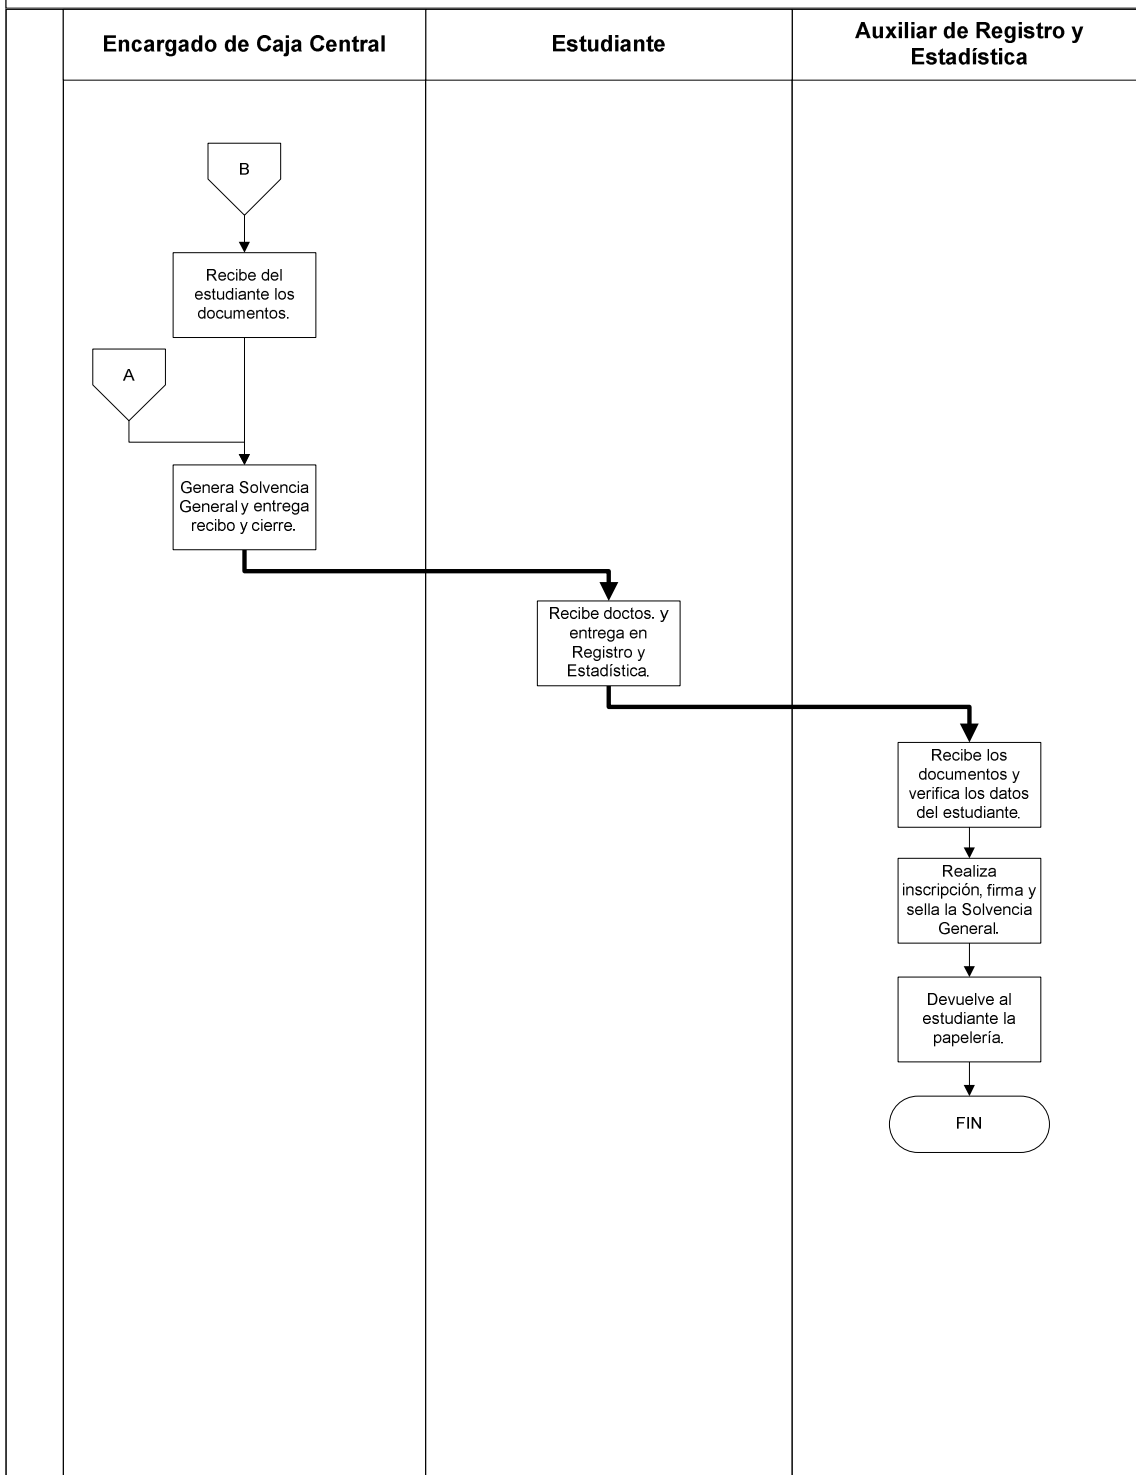 Encargado de Caja Central
Estudiante
Auxiliar de Registro y
Estadística
B
Recibe del
estudiante los
documentos.
A
Genera Solvencia
General y entrega
recibo y cierre.
Recibe doctos. y
entrega en
Registro y
Estadística.
Recibe los
documentos y
verifica los datos
del estudiante.
Realiza
inscripción, firma y
sella la Solvencia
General.
Devuelve al
estudiante la
papelería.
FIN